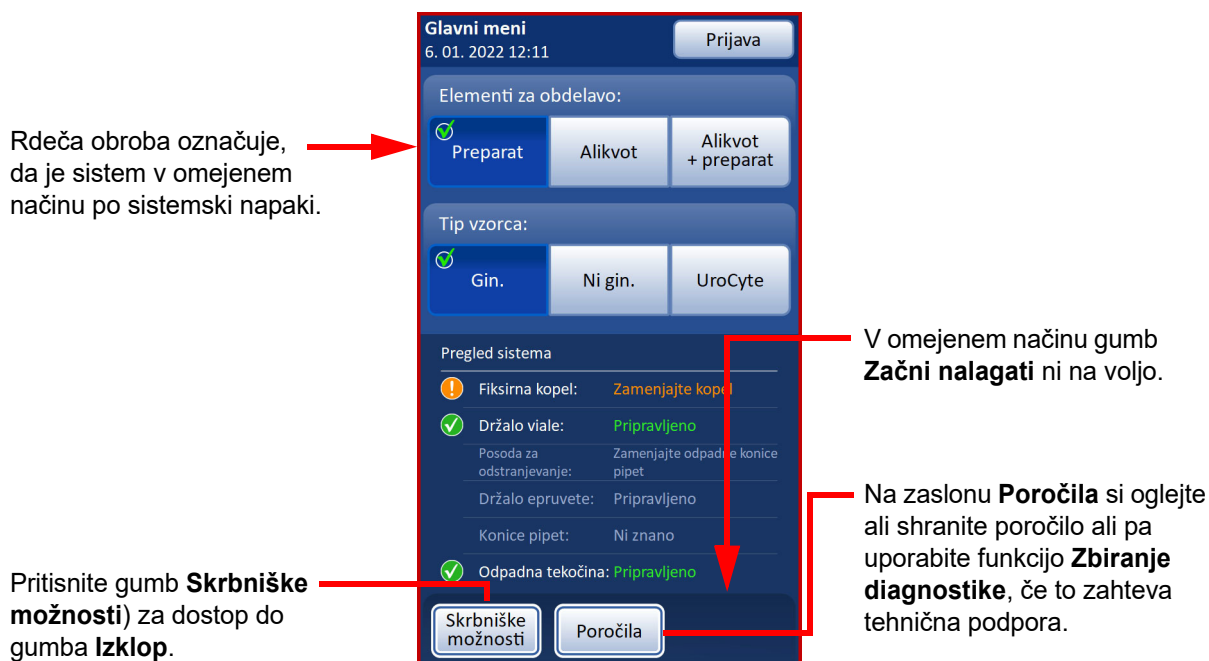 Glavni meni
6. 01. 2022 12:11
Prijava
Elementi za obdelavo:
Preparat
Alikvot
Alikvot
+ preparat
Rdeča obroba označuje,
da je sistem v omejenem
načinu po sistemski napaki.
Tip vzorca:
Gin.
Ni gin.
UroCyte
V omejenem načinu gumb
Začni nalagati ni na voljo.
Pregled sistema
Fiksirna kopel: Zamenjajte kopel
Držalo viale: Pripravljeno
Posoda za
odstranjevanje:
Zamenjajte odpadne konice
pipet
Držalo epruvete: Pripravljeno
Konice pipet: Ni znano
Odpadna tekočina: Pripravljeno
Na zaslonu Poročila si oglejte
ali shranite poročilo ali pa
uporabite funkcijo Zbiranje
diagnostike, če to zahteva
tehnična podpora.
Pritisnite gumb Skrbniške
možnosti) za dostop do
gumba Izklop.
Skrbniške
možnosti
Poročila